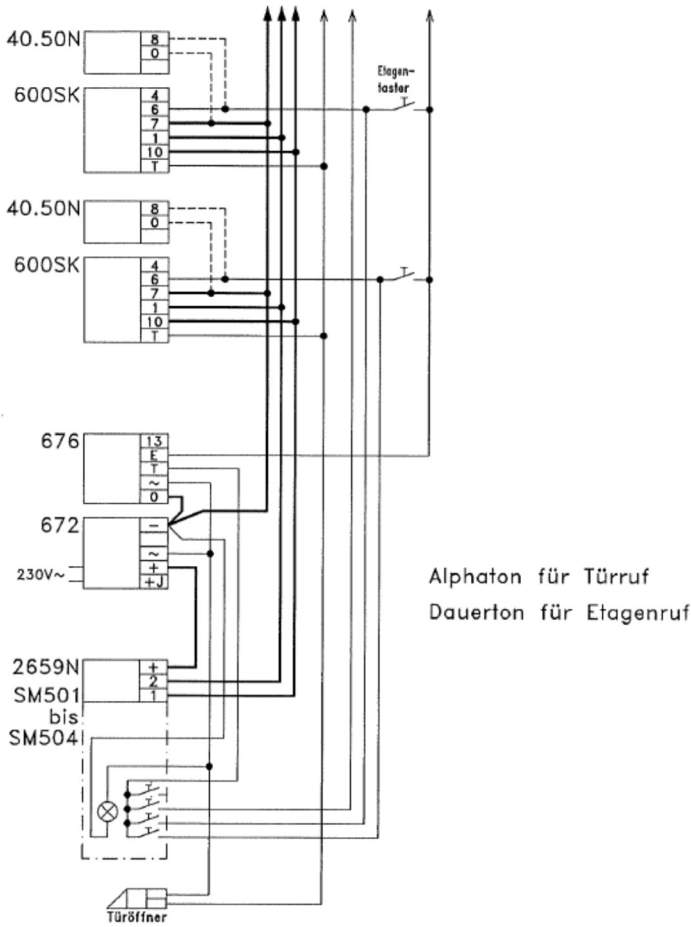 40.50N
8
0
Etagen-
taster
600SK
4
6
7
1
10
T
40.50N
8
0
600SK
4
6
7
1
10
T
676
13
E
T
~
0
672
-
~
230V~
+
+J
Alphaton für Türruf
Dauerton für Etagenruf
2659N
+
2
SM501
1
bis
SM504
Türöffner